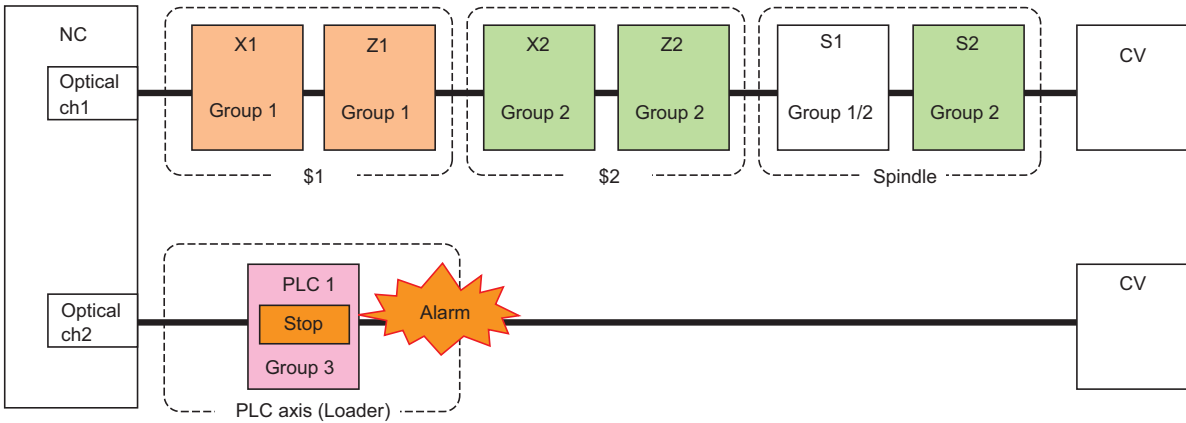 NC
Optical
ch1
X1
Group 1
Z1
Group 1
$1
X2
Group 2
Z2
Group 2
$2
S1
Group 1/2
S2
Group 2
Spindle
CV
Optical
ch2
PLC 1
Stop
Group 3
Alarm
PLC axis (Loader)
CV